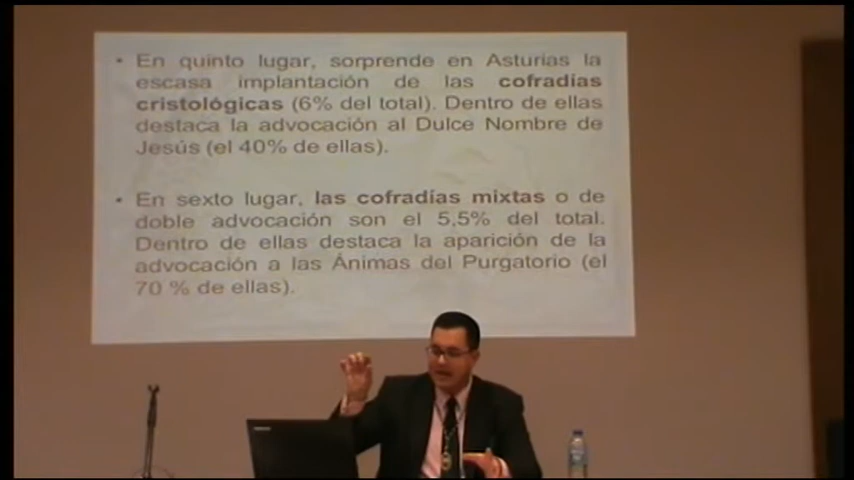 • En quinto lugar, sorprende en Asturias la
escasa implantación de las cofradías
cristológicas (6% del total). Dentro de ellas
destaca la advocación al Dulce Nombre de
Jesús (el 40% de ellas).
• En sexto lugar, las cofradías mixtas o de
doble advocación son el 5,5% del total.
Dentro de ellas destaca la aparición de la
advocación a las Ánimas del Purgatorio (el
70 % de ellas).